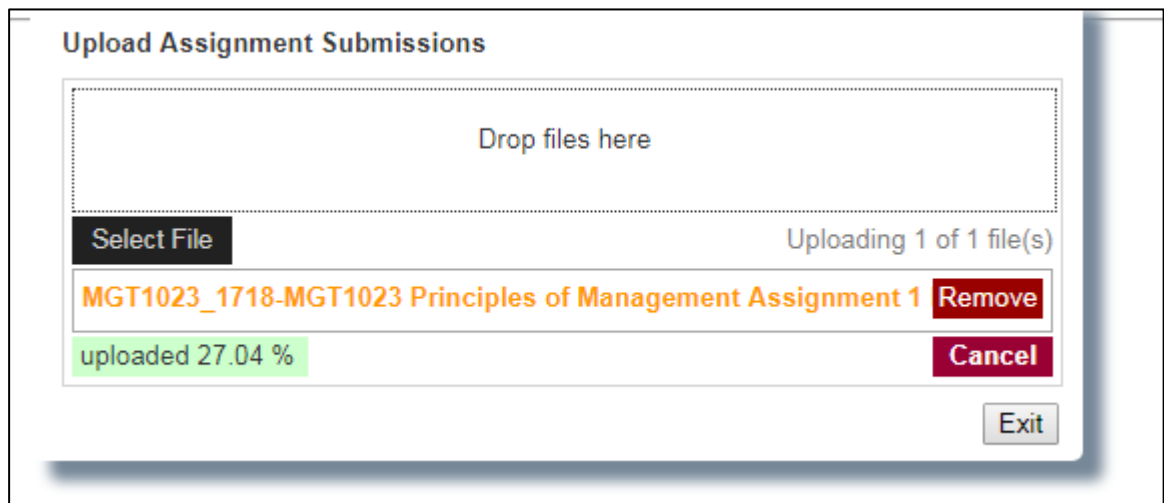 Upload Assignment Submissions
Drop files here
Select File Uploading 1 of 1 file(s)
MGT1023_1718-MGT1023 Principles of Management Assignment 1 Remove
uploaded 27.04 % Cancel
Exit